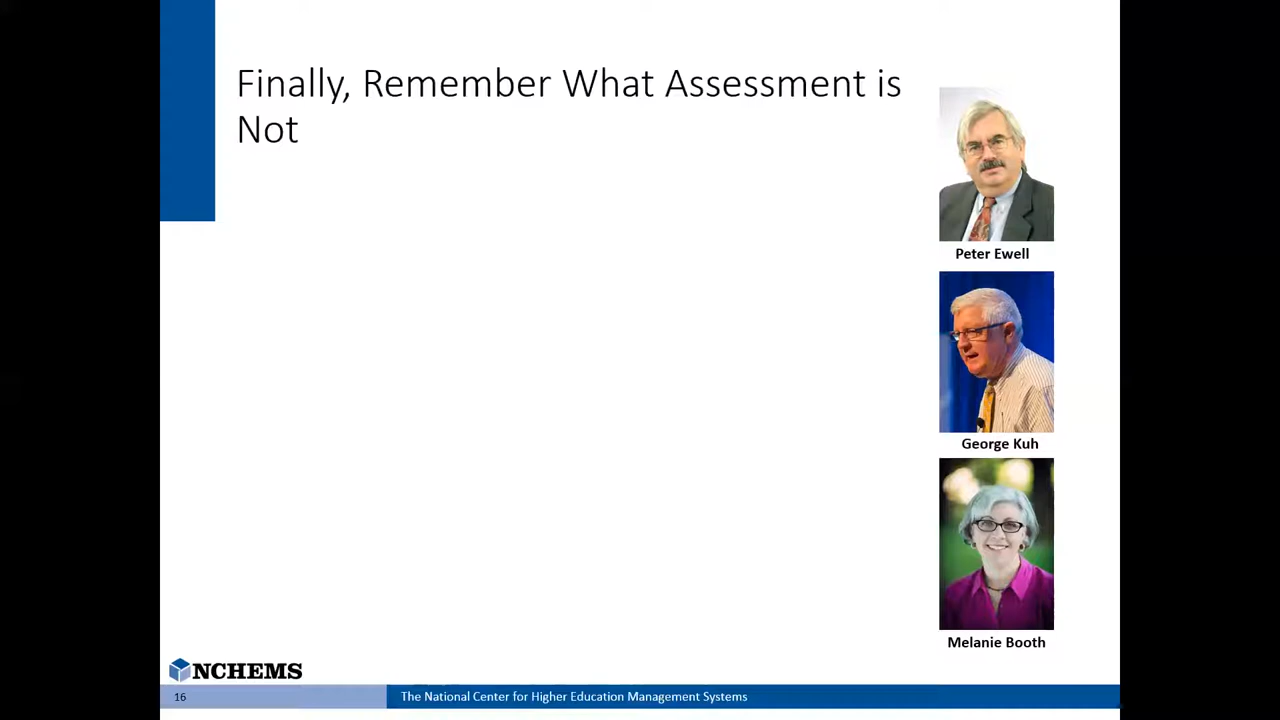 Finally, Remember What Assessment is
Not
Peter Ewell
George Kuh
Melanie Booth
NCHEMS
16
The National Center for Higher Education Management Systems